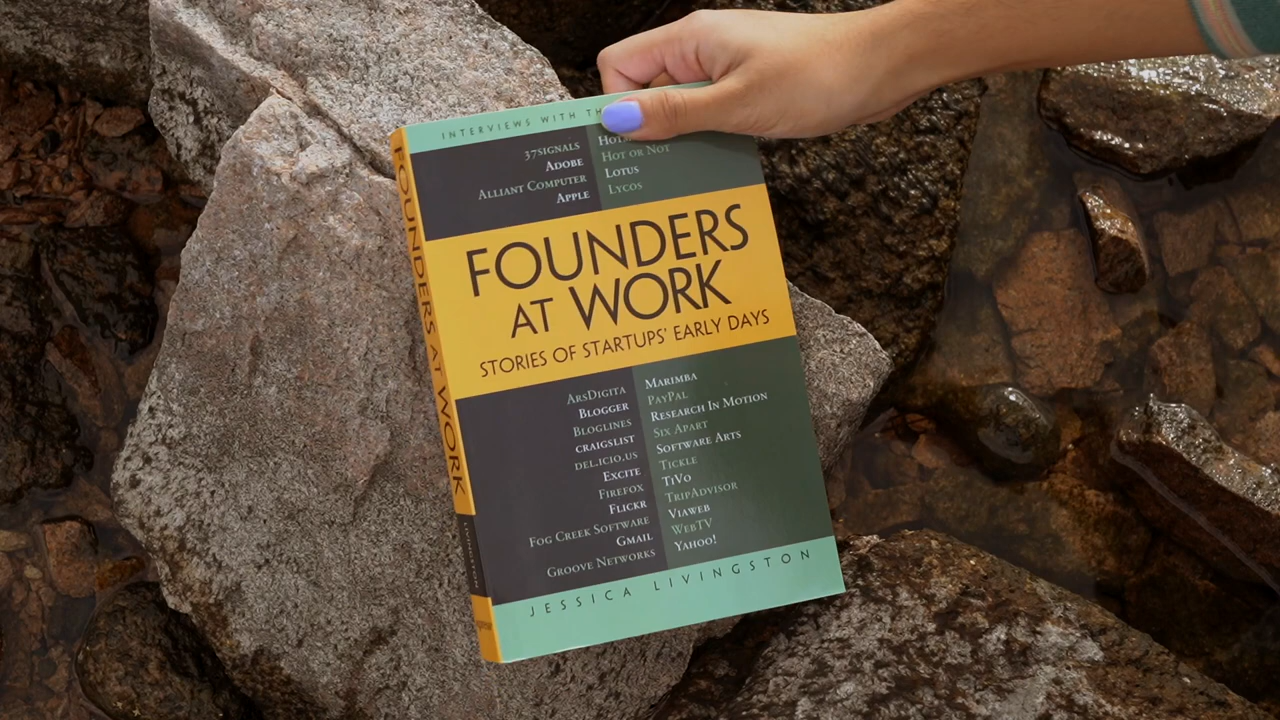 INTERVIEWS WITH
37SIGNALS
ADOBE
ALLIANT COMPUTER
APPLE
HOT OR NOT
LOTUS
LYCOS
FOUNDERS
AT WORK
STORIES OF STARTUPS' EARLY DAYS
ARSDIGITA
BLOGGER
BLOGLINES
CRAIGSLIST
DEL.ICIO.US
EXCITE
FIREFOX
FLICKR
FOG CREEK SOFTWARE
GMAIL
GROOVE NETWORKS
MARIMBA
PAYPAL
RESEARCH IN MOTION
SIX APART
SOFTWARE ARTS
TICKLE
TIVO
TRIPADVISOR
VIAWEB
WEBTV
YAHOO!
JESSICA LIVINGSTON
FOUNDERS AT WORK